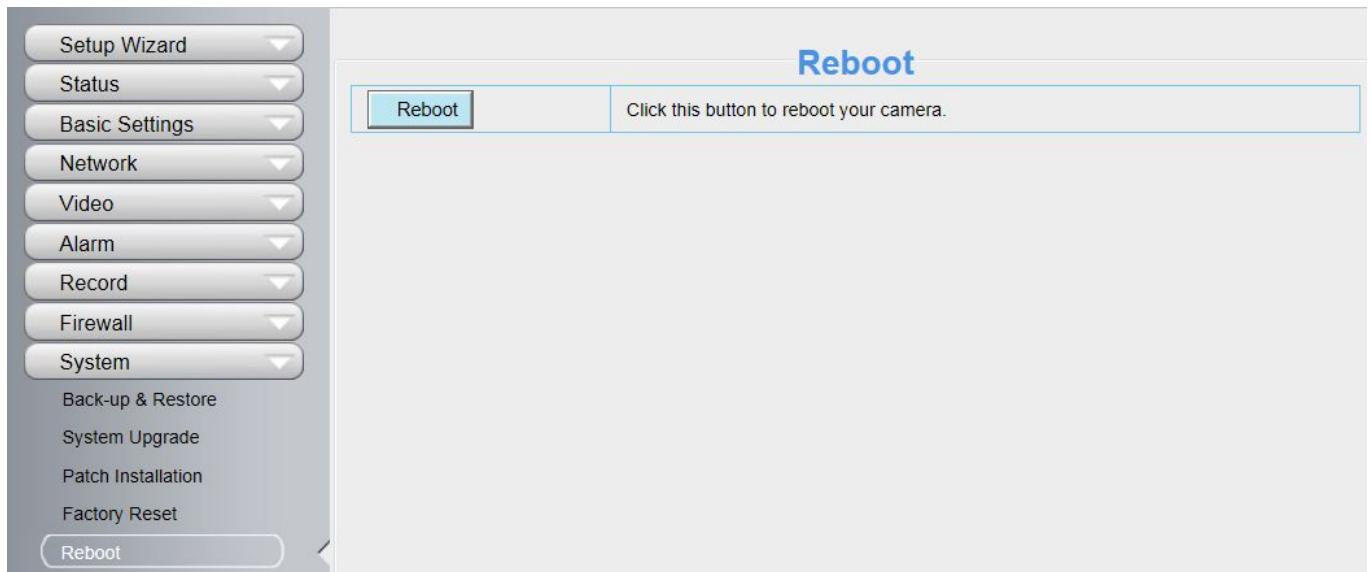 Setup Wizard
Status
Basic Settings
Network
Video
Alarm
Record
Firewall
System
Back-up & Restore
System Upgrade
Patch Installation
Factory Reset
Reboot
Reboot
Reboot
Click this button to reboot your camera.